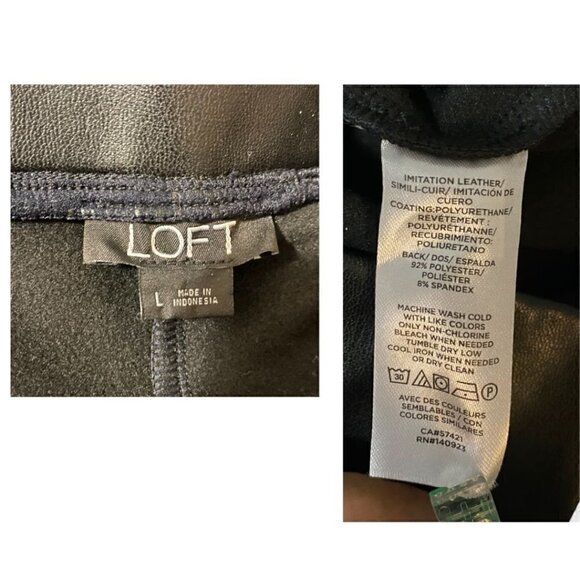 LOFT
L
MADE IN
INDONESIA
IMITATION LEATHER/
SIMILI-CUIR/ IMITACIÓN DE
CUERO
COATING:POLYURETHANE/
REVÊTEMENT :
POLYURÉTHANNE/
RECUBRIMIENTO:
POLIURETANO
BACK/ DOS/ ESPALDA
92% POLYESTER/
POLIÉSTER
8% SPANDEX
MACHINE WASH COLD
WITH LIKE COLORS
ONLY NON-CHLORINE
BLEACH WHEN NEEDED
TUMBLE DRY LOW
COOL IRON WHEN NEEDED
OR DRY CLEAN
30 P
AVEC DES COULEURS
SEMBLABLES / CON
COLORES SIMILARES
CA#57421
RN#140923